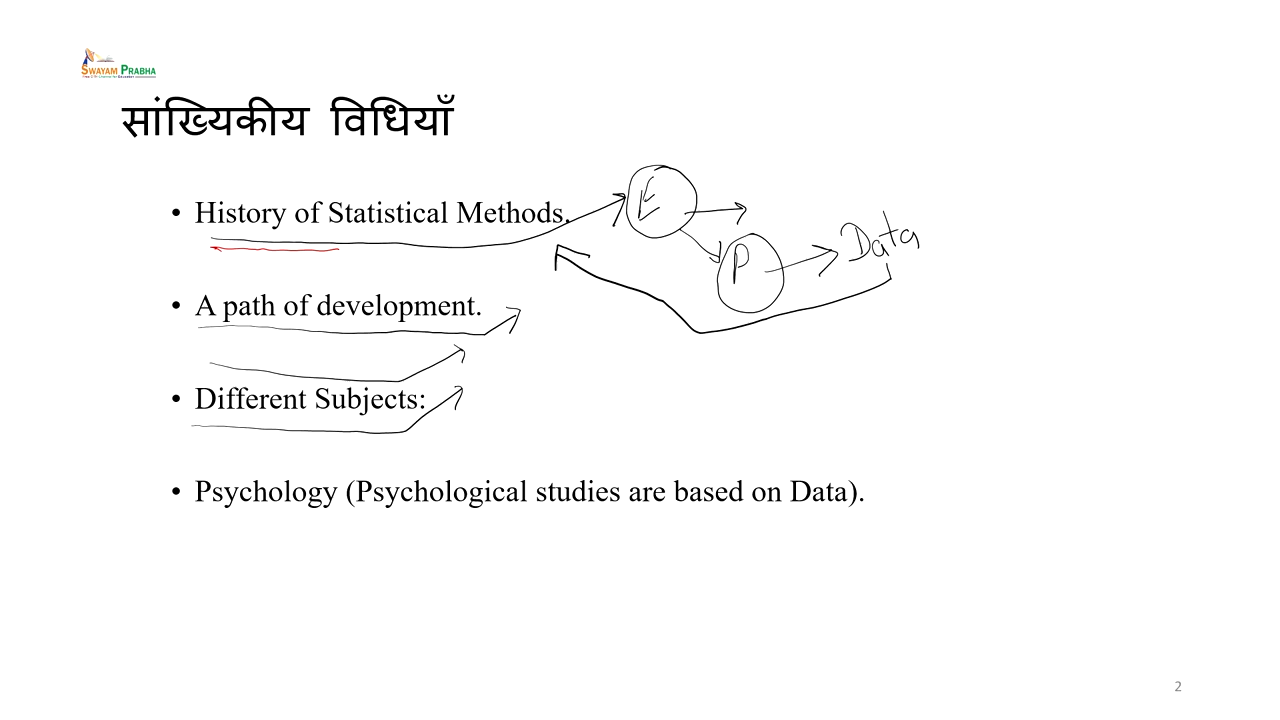 SWAYAM PRABHA
सांख्यिकीय विधियाँ
• History of Statistical Methods.
E
P
Data
• A path of development.
• Different Subjects:
• Psychology (Psychological studies are based on Data).
2